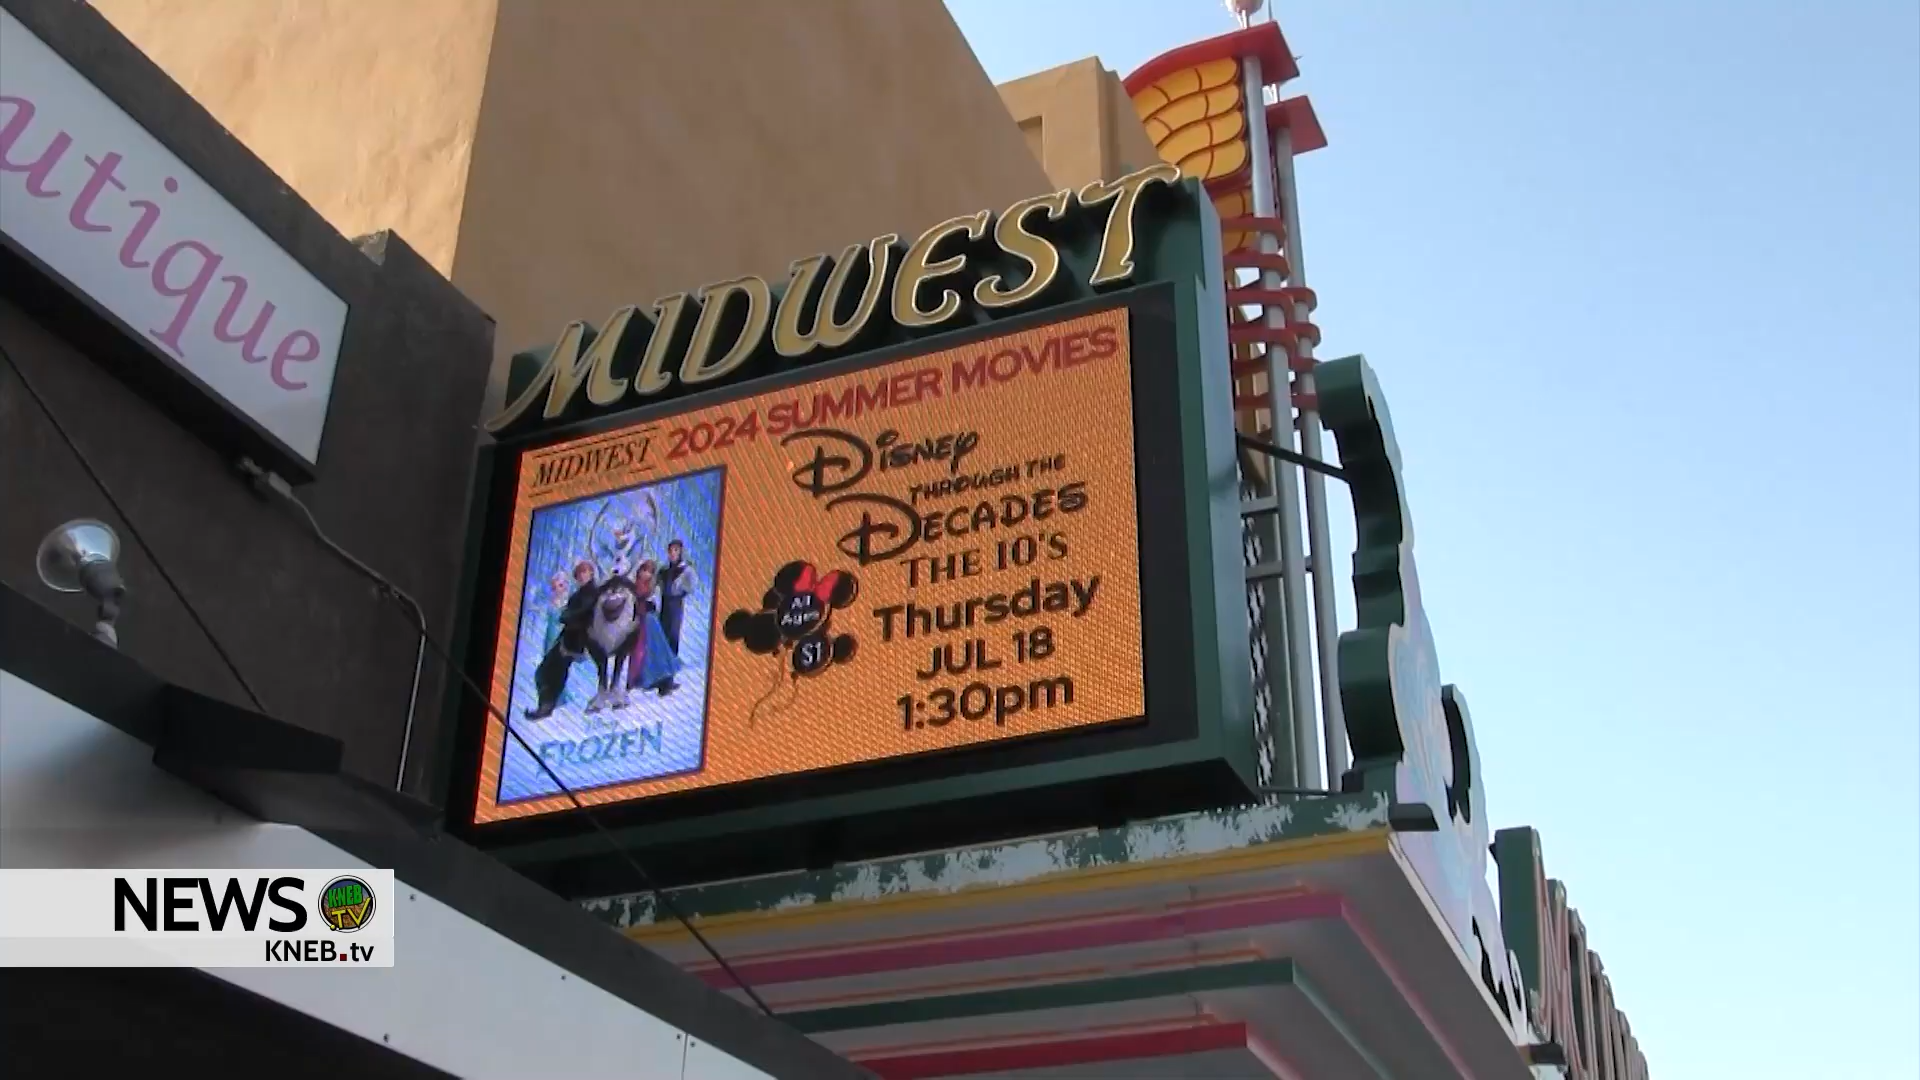 autique
MIDWEST
MIDWEST
2024 SUMMER MOVIES
DISNEY
THROUGH THE
DECADES
THE 10'S
Thursday
JUL 18
1:30pm
All
Ages
$1
FROZEN
NEWS
KNEB
.TV
KNEB.tv